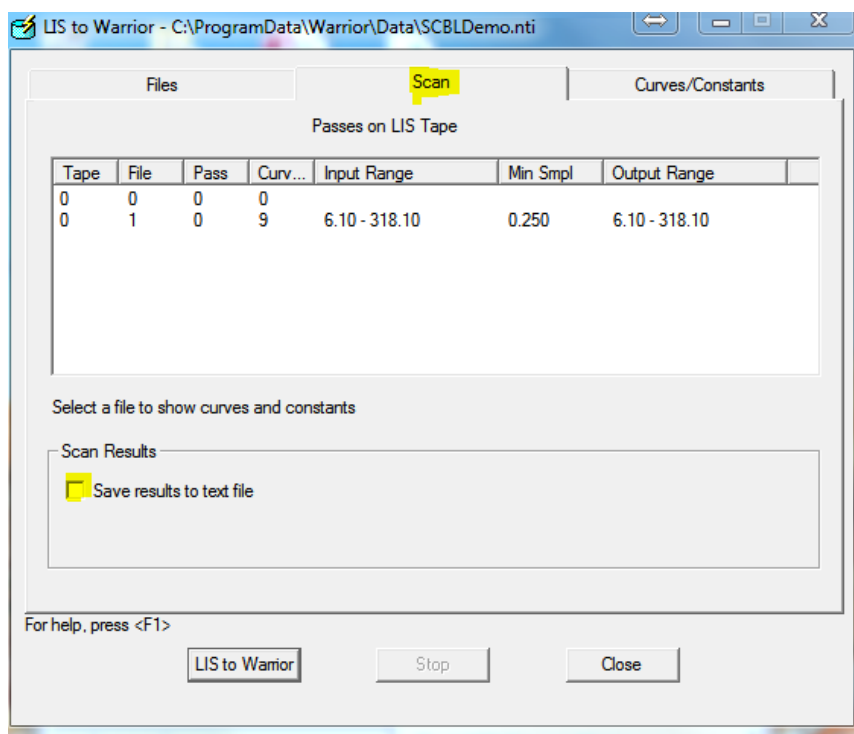 LIS to Warrior - C:\ProgramData\Warrior\Data\SCBLDemo.nti
Files Scan Curves/Constants
Passes on LIS Tape
Tape File Pass Curv... Input Range Min Smpl Output Range
0 0 0 0
0 1 0 9 6.10 - 318.10 0.250 6.10 - 318.10
Select a file to show curves and constants
Scan Results
Save results to text file
For help, press <F1>
LIS to Warrior Stop Close